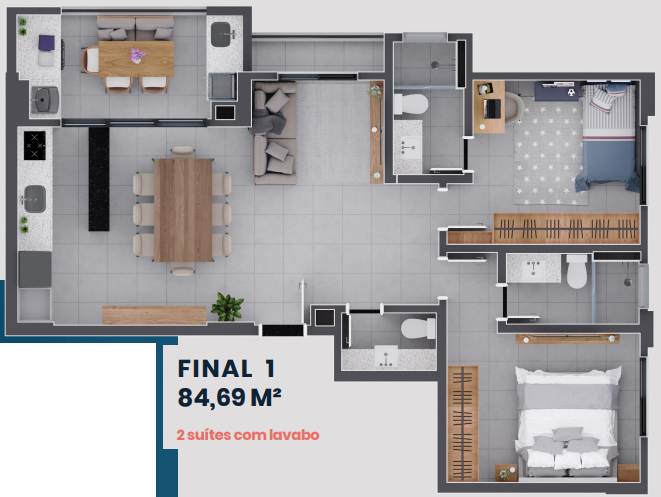 FINAL 1
84,69 M²
2 suítes com lavabo